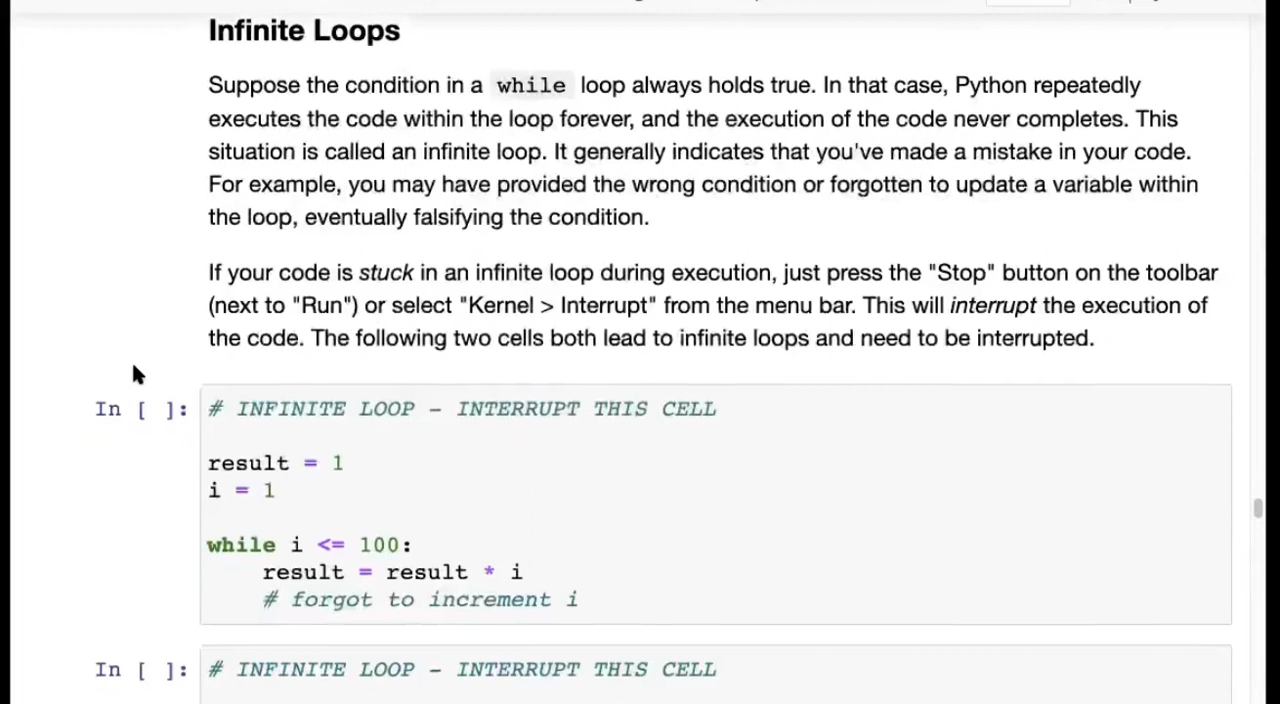 Infinite Loops
Suppose the condition in a while loop always holds true. In that case, Python repeatedly
executes the code within the loop forever, and the execution of the code never completes. This
situation is called an infinite loop. It generally indicates that you've made a mistake in your code.
For example, you may have provided the wrong condition or forgotten to update a variable within
the loop, eventually falsifying the condition.
If your code is stuck in an infinite loop during execution, just press the "Stop" button on the toolbar
(next to "Run") or select "Kernel > Interrupt" from the menu bar. This will interrupt the execution of
the code. The following two cells both lead to infinite loops and need to be interrupted.
In [ ]: # INFINITE LOOP - INTERRUPT THIS CELL
result = 1
i = 1
while i <= 100:
    result = result * i
    # forgot to increment i
In [ ]: # INFINITE LOOP - INTERRUPT THIS CELL